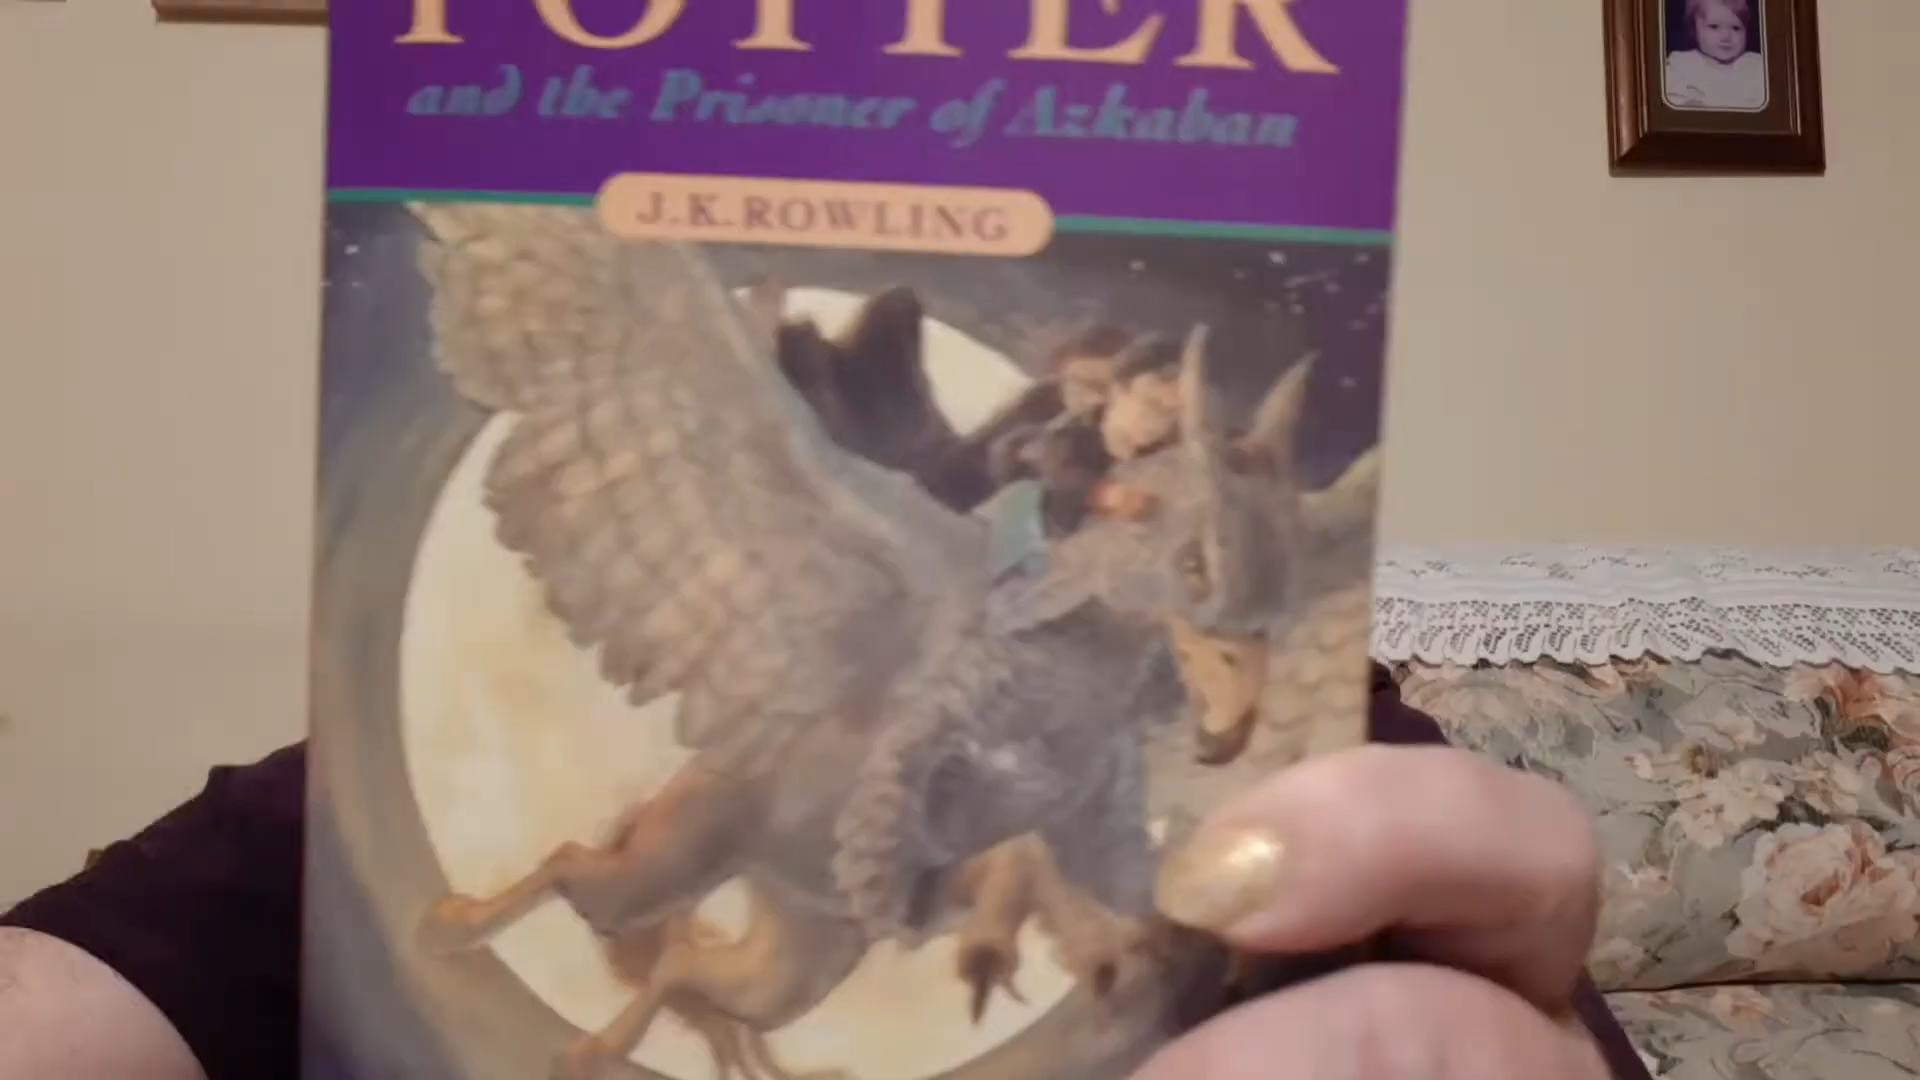 POTTER
and the Prisoner of Azkaban
J.K.ROWLING